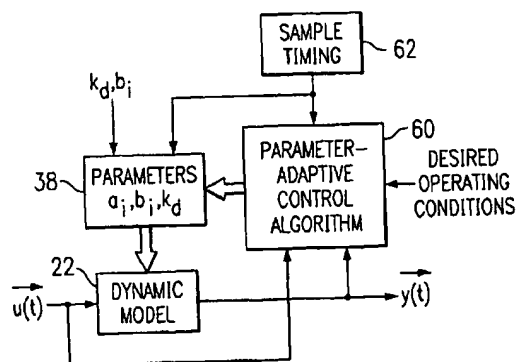 SAMPLE
TIMING
62
k_d,b_i
60
PARAMETER-
ADAPTIVE
CONTROL
ALGORITHM
DESIRED
OPERATING
CONDITIONS
38
PARAMETERS
a_i,b_i,k_d
22
DYNAMIC
MODEL
u(t)
y(t)